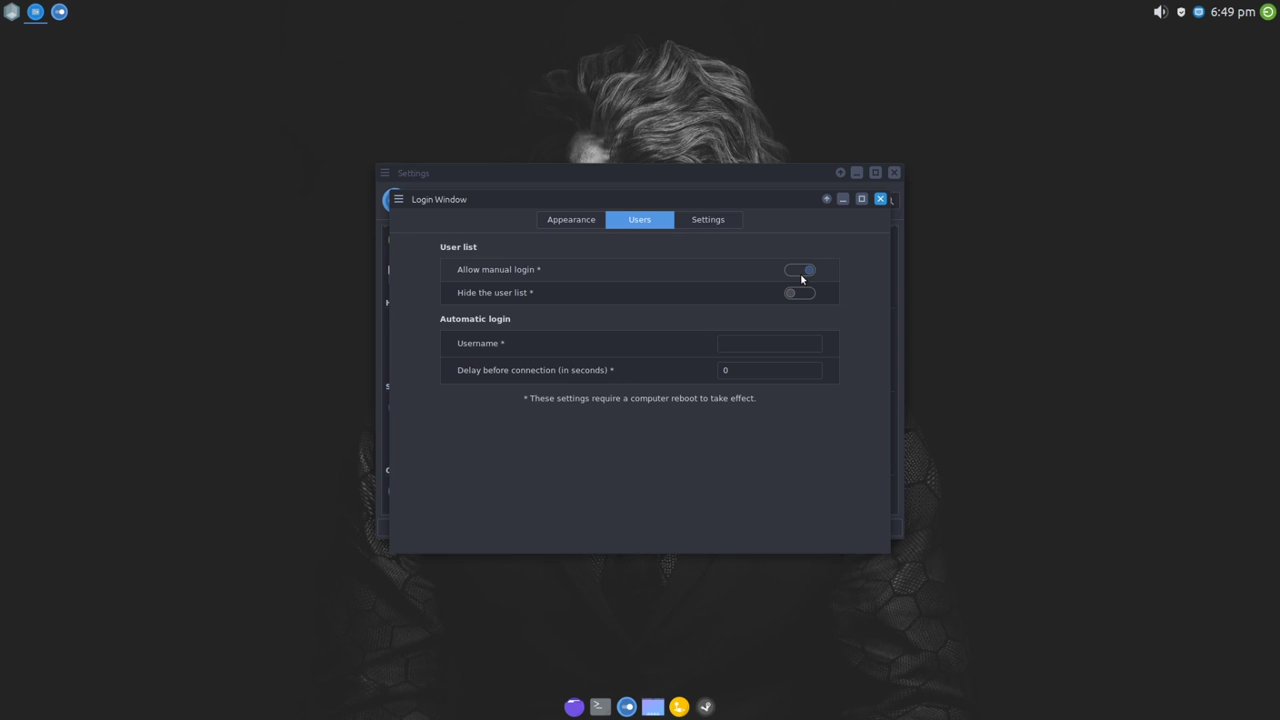 6:49 pm
Settings
Login Window
Appearance Users Settings
User list
Allow manual login *
Hide the user list *
Automatic login
Username *
Delay before connection (in seconds) * 0
* These settings require a computer reboot to take effect.